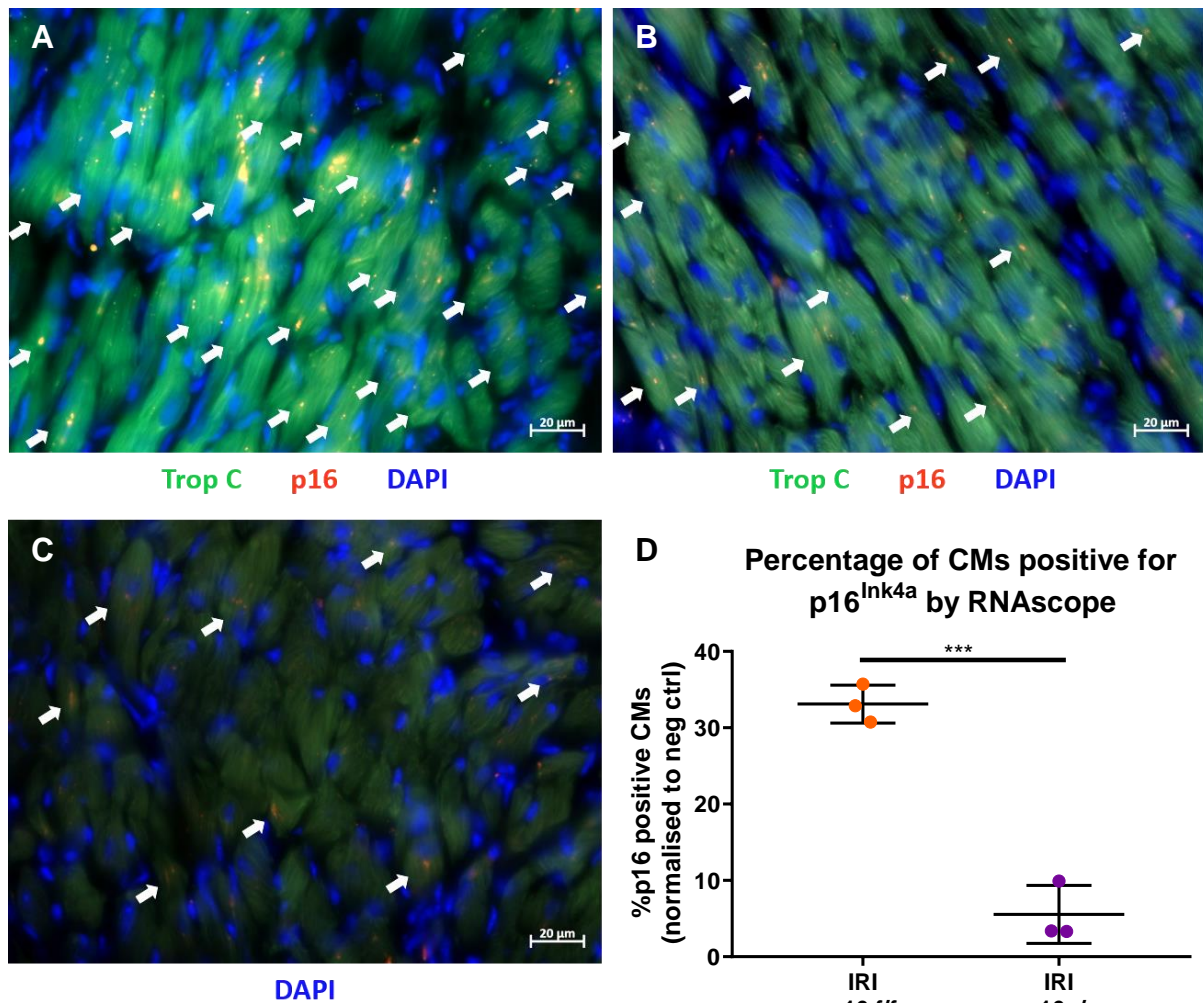 A
20 µm
Trop C p16 DAPI
B
20 µm
Trop C p16 DAPI
C
20 µm
DAPI
D
Percentage of CMs positive for
p16Ink4a by RNAscope
%p16 positive CMs
(normalised to neg ctrl)
40
30
20
10
0
***
IRI
IRI